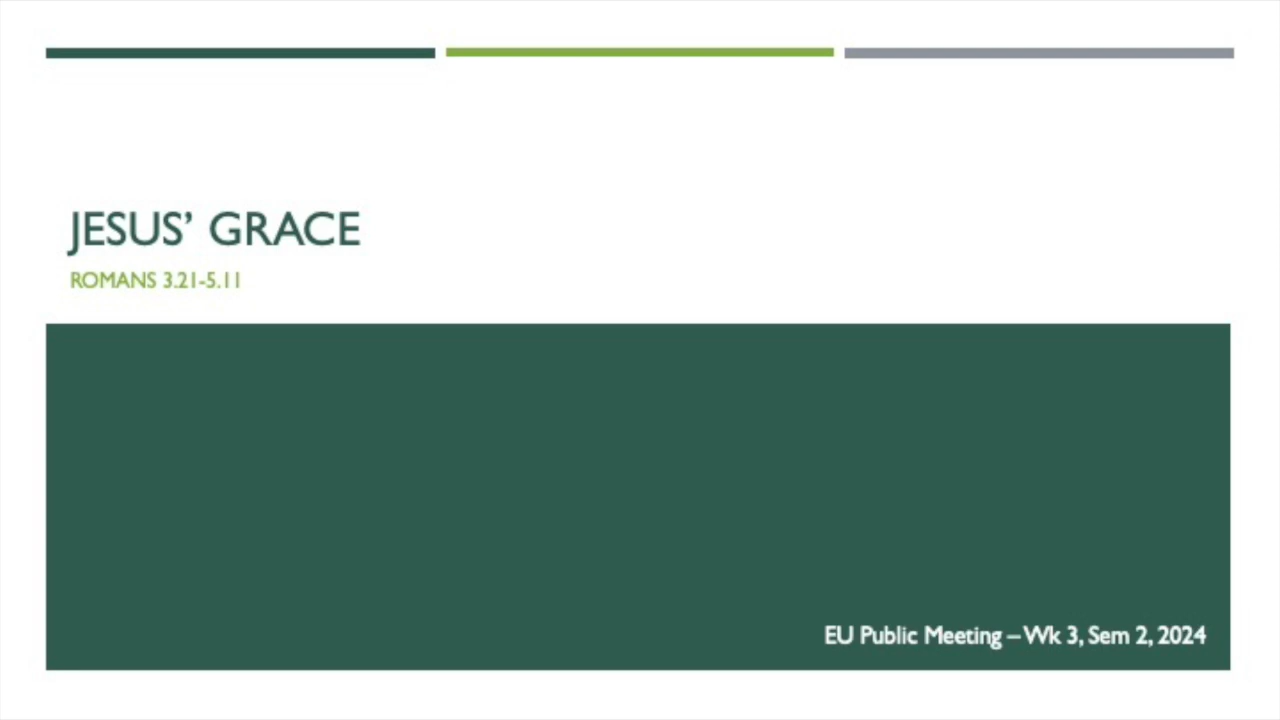 JESUS’ GRACE
ROMANS 3.21-5.11
EU Public Meeting – Wk 3, Sem 2, 2024